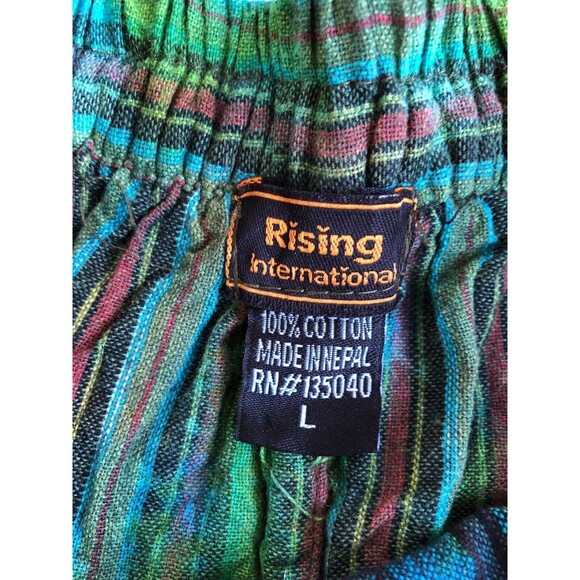 Rising
International
100% COTTON
MADE IN NEPAL
RN#135040
L